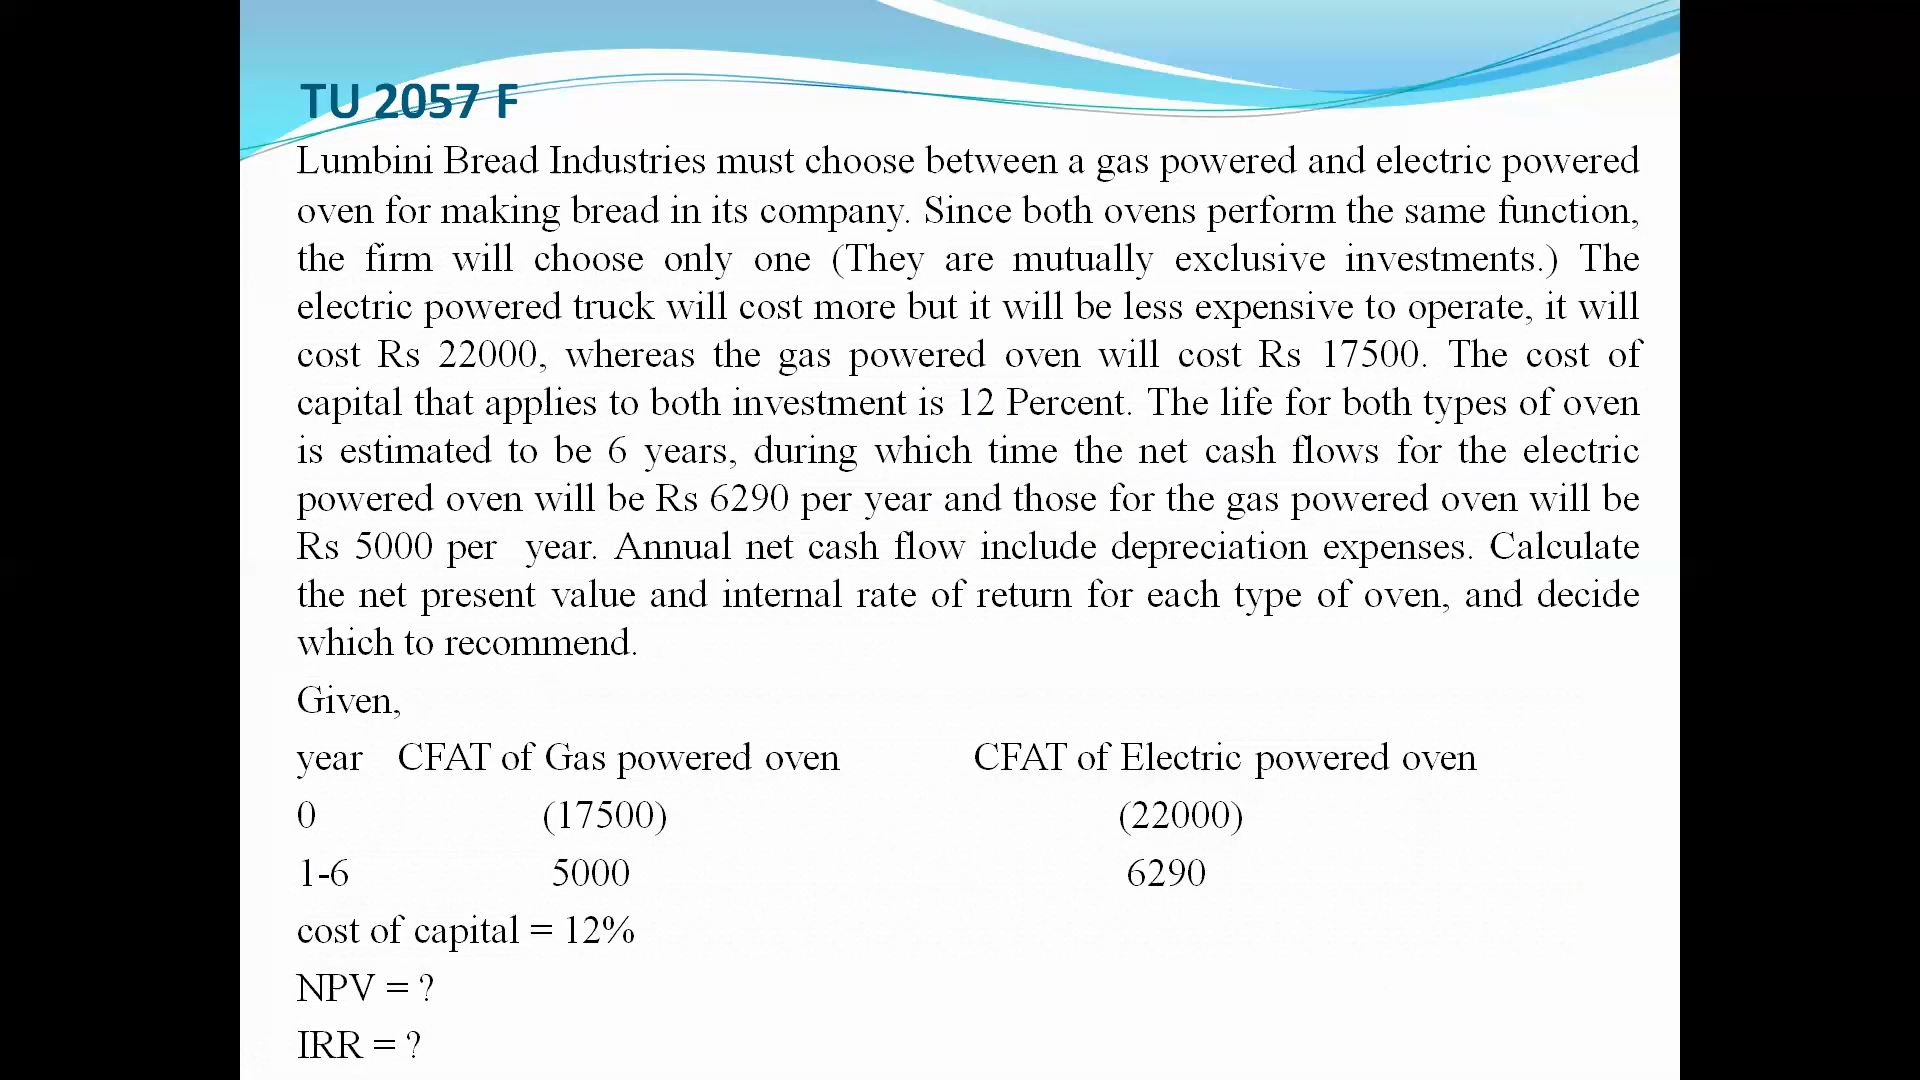 TU 2057 F
Lumbini Bread Industries must choose between a gas powered and electric powered
oven for making bread in its company. Since both ovens perform the same function,
the firm will choose only one (They are mutually exclusive investments.) The
electric powered truck will cost more but it will be less expensive to operate, it will
cost Rs 22000, whereas the gas powered oven will cost Rs 17500. The cost of
capital that applies to both investment is 12 Percent. The life for both types of oven
is estimated to be 6 years, during which time the net cash flows for the electric
powered oven will be Rs 6290 per year and those for the gas powered oven will be
Rs 5000 per year. Annual net cash flow include depreciation expenses. Calculate
the net present value and internal rate of return for each type of oven, and decide
which to recommend.
Given,
year CFAT of Gas powered oven CFAT of Electric powered oven
0 (17500) (22000)
1-6 5000 6290
cost of capital = 12%
NPV = ?
IRR = ?